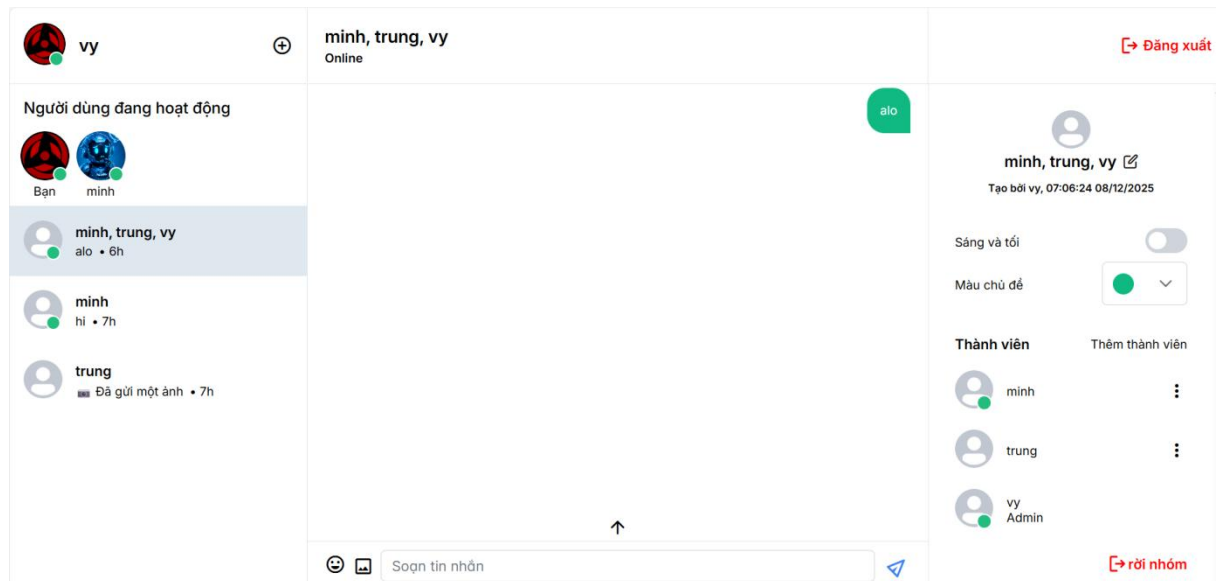 vy
Người dùng đang hoạt động
Bạn
minh
minh, trung, vy
alo • 6h
minh
hi • 7h
trung
Đã gửi một ảnh • 7h
minh, trung, vy
Online
alo
Soạn tin nhắn
Đăng xuất
minh, trung, vy
Tạo bởi vy, 07:06:24 08/12/2025
Sáng và tối
Màu chủ đề
Thành viên
Thêm thành viên
minh
trung
vy
Admin
rời nhóm